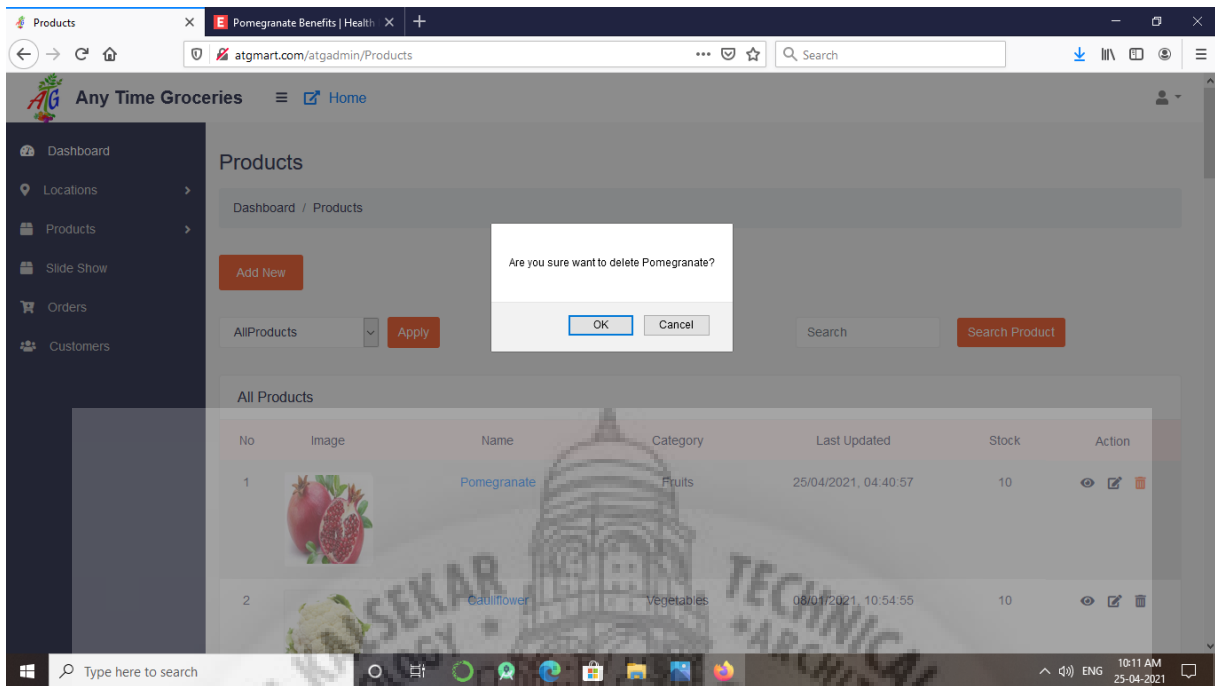 Products
Pomegranate Benefits | Health
atgmart.com/atgadmin/Products
Search
ATG Any Time Groceries Home
Dashboard
Locations
Products
Slide Show
Orders
Customers
Products
Dashboard / Products
Add New
Are you sure want to delete Pomegranate?
OK Cancel
AllProducts Apply
Search Search Product
All Products
No Image Name Category Last Updated Stock Action
1 Pomegranate Fruits 25/04/2021, 04:40:57 10
2 Cauliflower Vegetables 08/01/2021, 10:54:55 10
SEKAR TECHNICAL
Type here to search
ENG 10:11 AM
25-04-2021